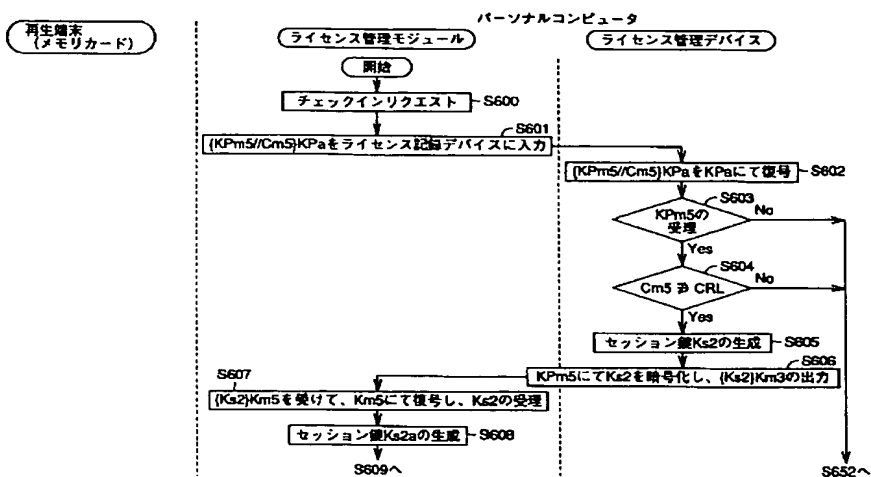 パーソナルコンピュータ
再生端末
(メモリカード)
ライセンス管理モジュール
ライセンス管理デバイス
開始
チェックインリクエスト
S600
S601
{KPm5//Cm5}KPaをライセンス記録デバイスに入力
{KPm5//Cm5}KPaをKPaにて復号
S602
S603
KPm5の
受理
No
Yes
S604
Cm5 ∌ CRL
No
Yes
セッション鍵Ks2の生成
S605
S606
KPm5にてKs2を暗号化し、{Ks2}Km3の出力
S607
{Ks2}Km5を受けて、Km5にて復号し、Ks2の受理
セッション鍵Ks2aの生成
S608
S609へ
S652へ